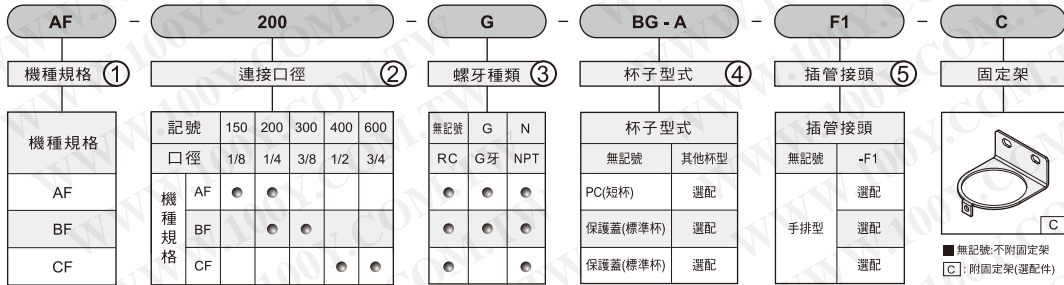 AF – 200 – G – BG - A – F1 – C
機種規格 ① 連接口徑 ② 螺牙種類 ③ 杯子型式 ④ 插管接頭 ⑤ 固定架
機種規格
AF
BF
CF
記號 150 200 300 400 600
口徑 1/8 1/4 3/8 1/2 3/4
機種規格
AF ● ●
BF ● ●
CF ● ●
無記號 G N
RC G牙 NPT
● ● ●
● ● ●
● ●
杯子型式
無記號 其他杯型
PC(短杯) 選配
保護蓋(標準杯) 選配
保護蓋(標準杯) 選配
插管接頭
無記號 -F1
手排型
選配
選配
選配
C
■ 無記號:不附固定架
C : 附固定架(選配件)
WWW.100Y.COM.TW